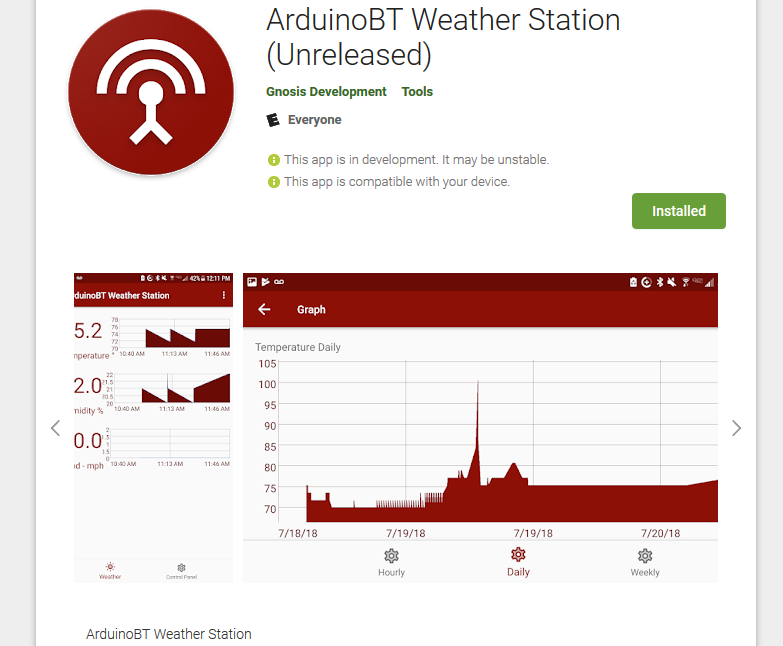 ArduinoBT Weather Station
(Unreleased)
Gnosis Development Tools
E Everyone
This app is in development. It may be unstable.
This app is compatible with your device.
Installed
42% 12:11 PM
duinoBT Weather Station
5.2
78
76
74
72
70
nperature °
10:40 AM 11:13 AM 11:46 AM
2.0
22
21.5
21
20.5
20
midity %
10:40 AM 11:13 AM 11:46 AM
0.0
2
1.5
1
0.5
0
nd - mph
10:40 AM 11:13 AM 11:46 AM
Weather Control Panel
Graph
Temperature Daily
105
100
95
90
85
80
75
70
7/18/18 7/19/18 7/19/18 7/20/18
Hourly Daily Weekly
ArduinoBT Weather Station